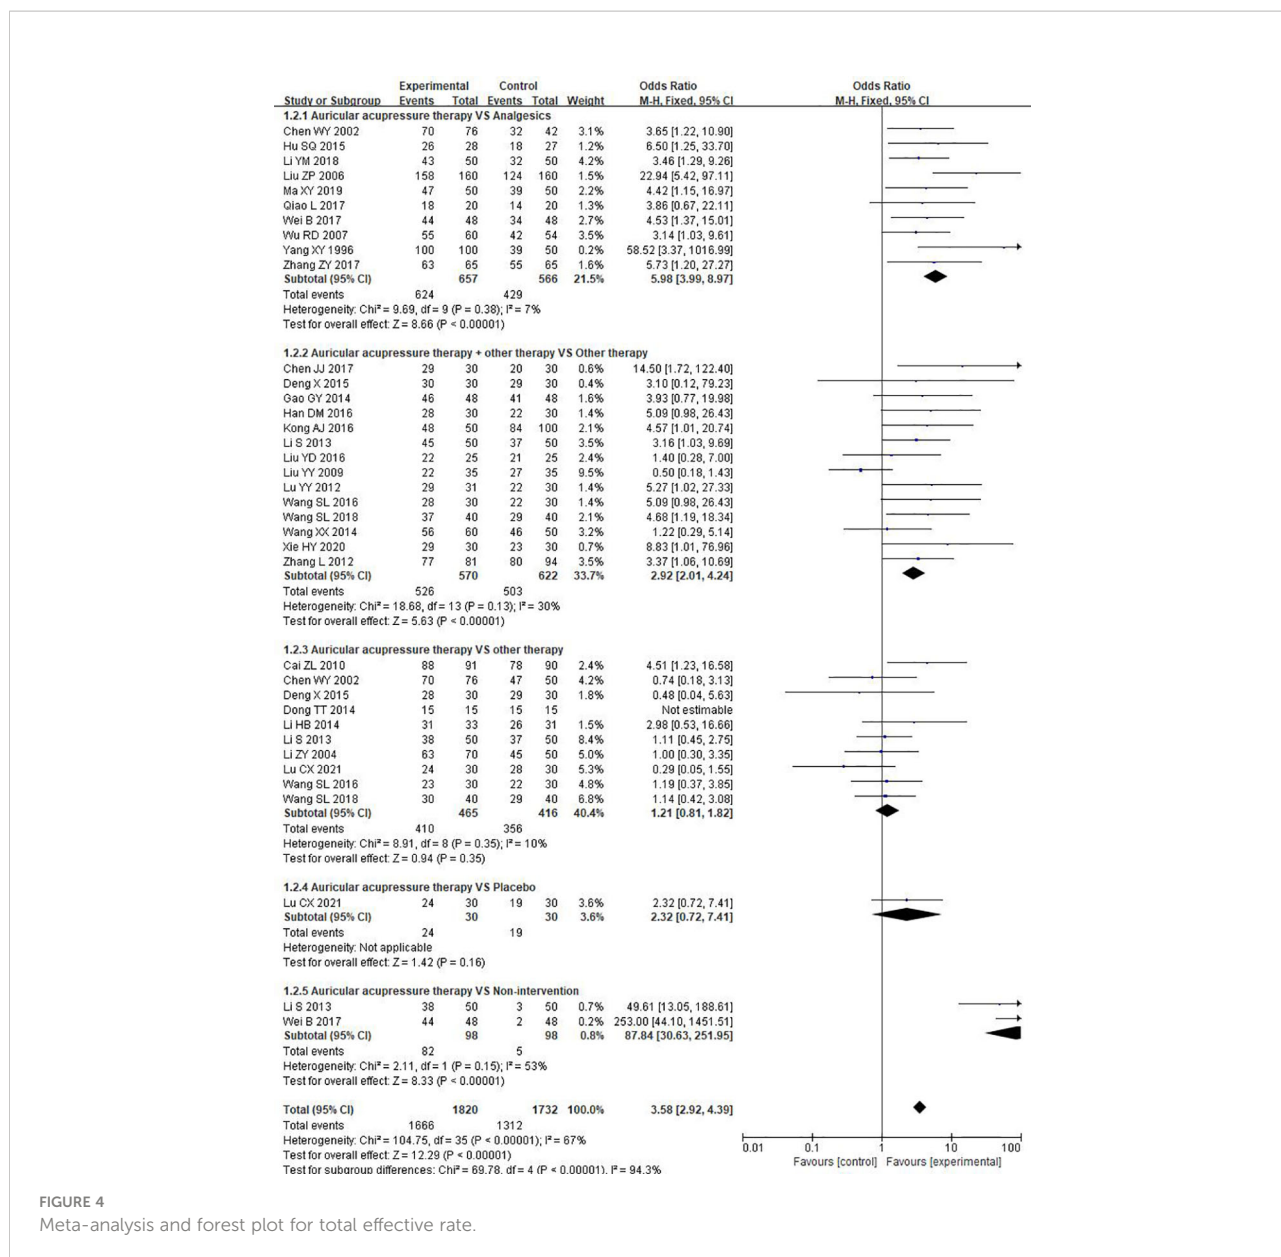 Experimental Control Odds Ratio Odds Ratio
Study or Subgroup Events Total Events Total Weight M-H, Fixed, 95% CI M-H, Fixed, 95% CI
1.2.1 Auricular acupressure therapy VS Analgesics
Chen WY 2002 70 76 32 42 3.1% 3.65 [1.22, 10.90]
Hu SQ 2015 26 28 18 27 1.2% 6.50 [1.25, 33.70]
Li YM 2018 43 50 32 50 4.2% 3.46 [1.29, 9.26]
Liu ZP 2006 158 160 124 160 1.5% 22.94 [5.42, 97.11]
Ma XY 2019 47 50 39 50 2.2% 4.42 [1.15, 16.97]
Qiao L 2017 18 20 14 20 1.3% 3.86 [0.67, 22.11]
Wei B 2017 44 48 34 48 2.7% 4.53 [1.37, 15.01]
Wu RD 2007 55 60 42 54 3.5% 3.14 [1.03, 9.61]
Yang XY 1996 100 100 39 50 0.2% 58.52 [3.37, 1016.99]
Zhang ZY 2017 63 65 55 65 1.6% 5.73 [1.20, 27.27]
Subtotal (95% CI) 657 566 21.5% 5.98 [3.99, 8.97]
Total events 624 429
Heterogeneity: Chi² = 9.69, df = 9 (P = 0.38); I² = 7%
Test for overall effect: Z = 8.66 (P < 0.00001)
1.2.2 Auricular acupressure therapy + other therapy VS Other therapy
Chen JJ 2017 29 30 20 30 0.6% 14.50 [1.72, 122.40]
Deng X 2015 30 30 29 30 0.4% 3.10 [0.12, 79.23]
Gao GY 2014 46 48 41 48 1.6% 3.93 [0.77, 19.98]
Han DM 2016 28 30 22 30 1.4% 5.09 [0.98, 26.43]
Kong AJ 2016 48 50 84 100 2.1% 4.57 [1.01, 20.74]
Li S 2013 45 50 37 50 3.5% 3.16 [1.03, 9.69]
Liu YD 2016 22 25 21 25 2.4% 1.40 [0.28, 7.00]
Liu YY 2009 22 35 27 35 9.5% 0.50 [0.18, 1.43]
Lu YY 2012 29 31 22 30 1.4% 5.27 [1.02, 27.33]
Wang SL 2016 28 30 22 30 1.4% 5.09 [0.98, 26.43]
Wang SL 2018 37 40 29 40 2.1% 4.68 [1.19, 18.34]
Wang XX 2014 56 60 46 50 3.2% 1.22 [0.29, 5.14]
Xie HY 2020 29 30 23 30 0.7% 8.83 [1.01, 76.96]
Zhang L 2012 77 81 80 94 3.5% 3.37 [1.06, 10.69]
Subtotal (95% CI) 570 622 33.7% 2.92 [2.01, 4.24]
Total events 526 503
Heterogeneity: Chi² = 18.68, df = 13 (P = 0.13); I² = 30%
Test for overall effect: Z = 5.63 (P < 0.00001)
1.2.3 Auricular acupressure therapy VS other therapy
Cai ZL 2010 88 91 78 90 2.4% 4.51 [1.23, 16.58]
Chen WY 2002 70 76 47 50 4.2% 0.74 [0.18, 3.13]
Deng X 2015 28 30 29 30 1.8% 0.48 [0.04, 5.63]
Dong TT 2014 15 15 15 15 Not estimable
Li HB 2014 31 33 26 31 1.5% 2.98 [0.53, 16.66]
Li S 2013 38 50 37 50 8.4% 1.11 [0.45, 2.75]
Li ZY 2004 63 70 45 50 5.0% 1.00 [0.30, 3.35]
Lu CX 2021 24 30 28 30 5.3% 0.29 [0.05, 1.55]
Wang SL 2016 23 30 22 30 4.8% 1.19 [0.37, 3.85]
Wang SL 2018 30 40 29 40 6.8% 1.14 [0.42, 3.08]
Subtotal (95% CI) 465 416 40.4% 1.21 [0.81, 1.82]
Total events 410 356
Heterogeneity: Chi² = 8.91, df = 8 (P = 0.35); I² = 10%
Test for overall effect: Z = 0.94 (P = 0.35)
1.2.4 Auricular acupressure therapy VS Placebo
Lu CX 2021 24 30 19 30 3.6% 2.32 [0.72, 7.41]
Subtotal (95% CI) 30 30 3.6% 2.32 [0.72, 7.41]
Total events 24 19
Heterogeneity: Not applicable
Test for overall effect: Z = 1.42 (P = 0.16)
1.2.5 Auricular acupressure therapy VS Non-intervention
Li S 2013 38 50 3 50 0.7% 49.61 [13.05, 188.61]
Wei B 2017 44 48 2 48 0.2% 253.00 [44.10, 1451.51]
Subtotal (95% CI) 98 98 0.8% 87.84 [30.63, 251.95]
Total events 82 5
Heterogeneity: Chi² = 2.11, df = 1 (P = 0.15); I² = 53%
Test for overall effect: Z = 8.33 (P < 0.00001)
Total (95% CI) 1820 1732 100.0% 3.58 [2.92, 4.39]
Total events 1666 1312
Heterogeneity: Chi² = 104.75, df = 35 (P < 0.00001); I² = 67%
Test for overall effect: Z = 12.29 (P < 0.00001)
Test for subgroup differences: Chi² = 69.78, df = 4 (P < 0.00001), I² = 94.3%
0.01 0.1 1 10 100
Favours [control] Favours [experimental]
FIGURE 4
Meta-analysis and forest plot for total effective rate.